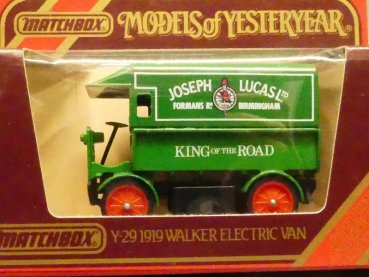 MATCHBOX MODELS OF YESTERYEAR
JOSEPH LUCAS LTD
FORMANS RD BIRMINGHAM
KING OF THE ROAD
MATCHBOX Y-29 1919 WALKER ELECTRIC VAN